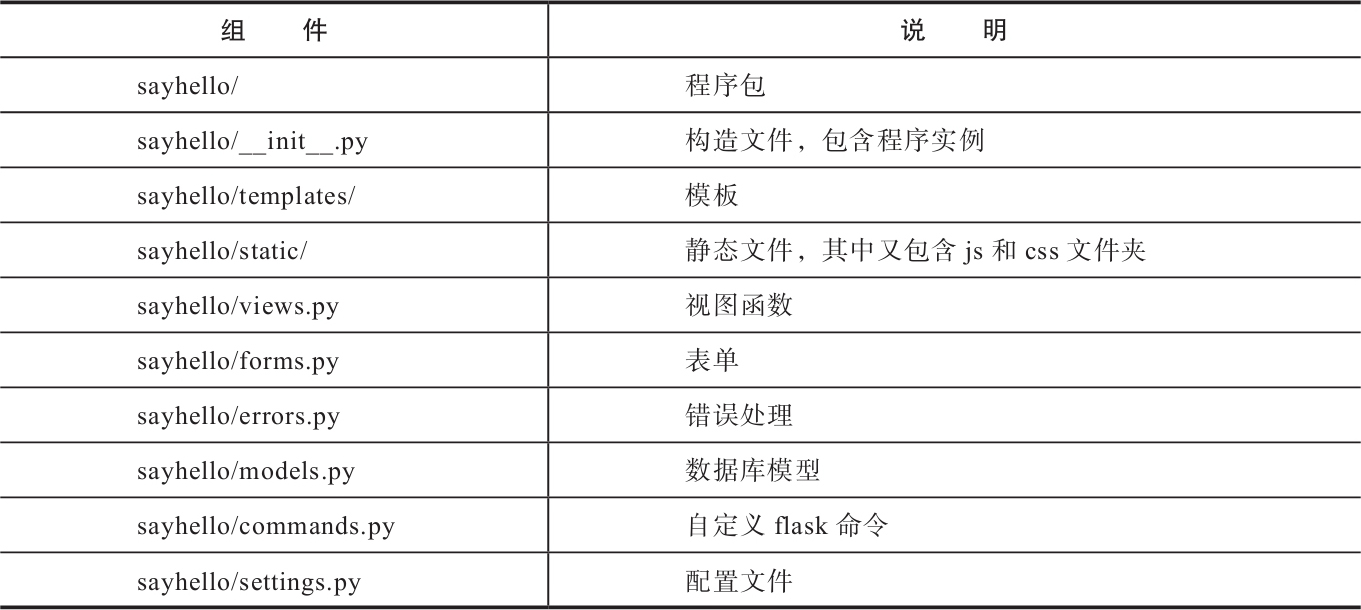 组件 说明
sayhello/ 程序包
sayhello/__init__.py 构造文件，包含程序实例
sayhello/templates/ 模板
sayhello/static/ 静态文件，其中又包含 js 和 css 文件夹
sayhello/views.py 视图函数
sayhello/forms.py 表单
sayhello/errors.py 错误处理
sayhello/models.py 数据库模型
sayhello/commands.py 自定义 flask 命令
sayhello/settings.py 配置文件